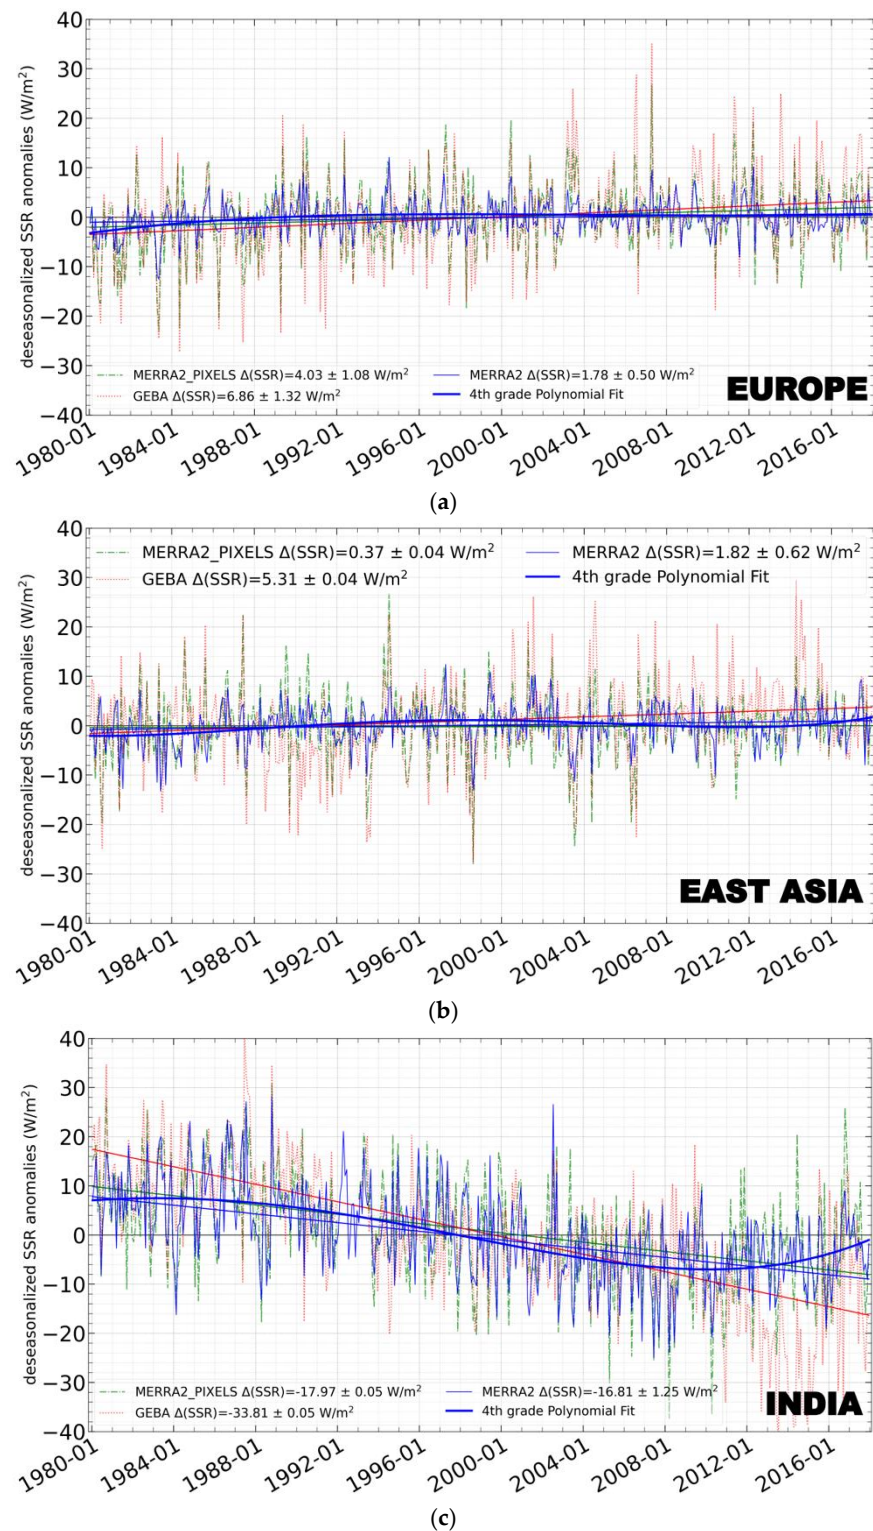 deseasonalized SSR anomalies (W/m²)
40
30
20
10
0
−10
−20
−30
−40
MERRA2_PIXELS Δ(SSR)=4.03 ± 1.08 W/m²
MERRA2 Δ(SSR)=1.78 ± 0.50 W/m²
GEBA Δ(SSR)=6.86 ± 1.32 W/m²
4th grade Polynomial Fit
EUROPE
1980-01
1984-01
1988-01
1992-01
1996-01
2000-01
2004-01
2008-01
2012-01
2016-01
(a)
deseasonalized SSR anomalies (W/m²)
40
30
20
10
0
−10
−20
−30
−40
MERRA2_PIXELS Δ(SSR)=0.37 ± 0.04 W/m²
MERRA2 Δ(SSR)=1.82 ± 0.62 W/m²
GEBA Δ(SSR)=5.31 ± 0.04 W/m²
4th grade Polynomial Fit
EAST ASIA
1980-01
1984-01
1988-01
1992-01
1996-01
2000-01
2004-01
2008-01
2012-01
2016-01
(b)
deseasonalized SSR anomalies (W/m²)
40
30
20
10
0
−10
−20
−30
−40
MERRA2_PIXELS Δ(SSR)=-17.97 ± 0.05 W/m²
MERRA2 Δ(SSR)=-16.81 ± 1.25 W/m²
GEBA Δ(SSR)=-33.81 ± 0.05 W/m²
4th grade Polynomial Fit
INDIA
1980-01
1984-01
1988-01
1992-01
1996-01
2000-01
2004-01
2008-01
2012-01
2016-01
(c)